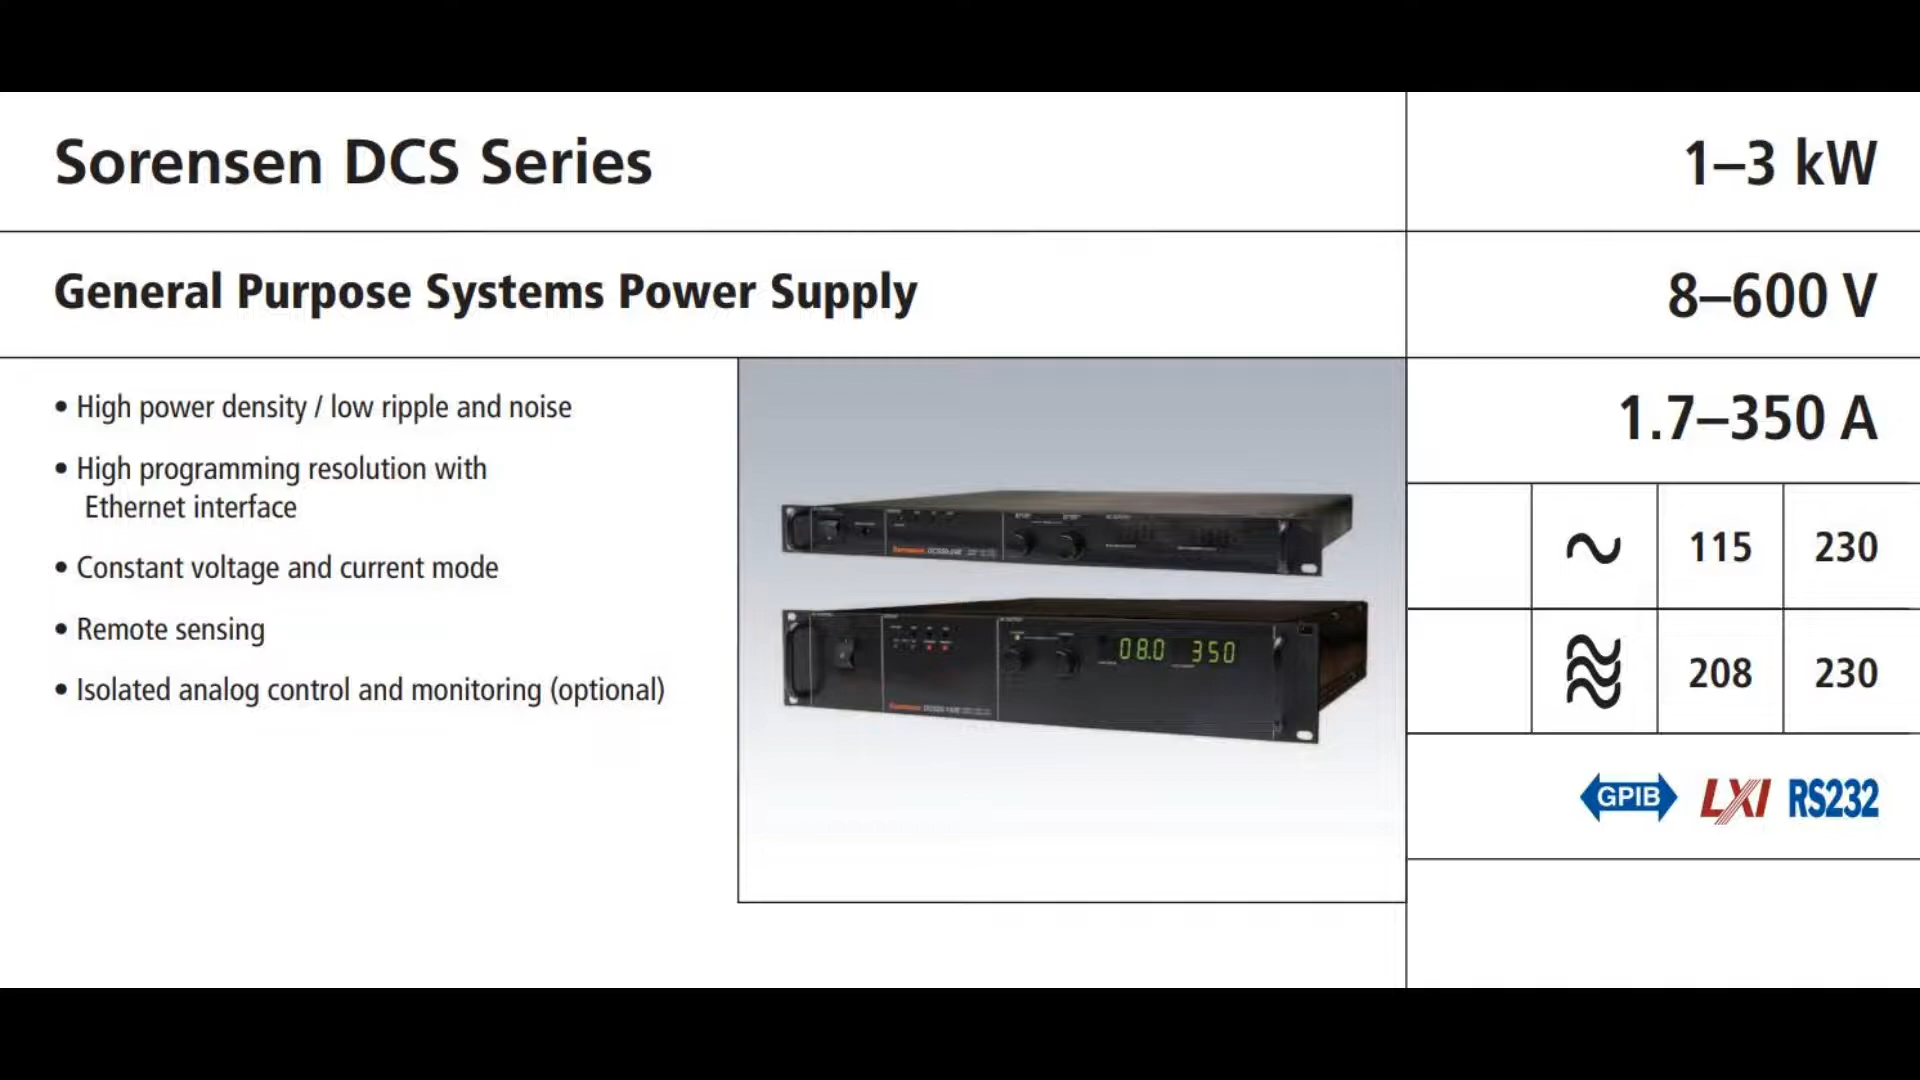 Sorensen DCS Series
1–3 kW
General Purpose Systems Power Supply
8–600 V
• High power density / low ripple and noise
• High programming resolution with
Ethernet interface
• Constant voltage and current mode
• Remote sensing
• Isolated analog control and monitoring (optional)
08.0 350
1.7–350 A
115 230
208 230
GPIB LXI RS232